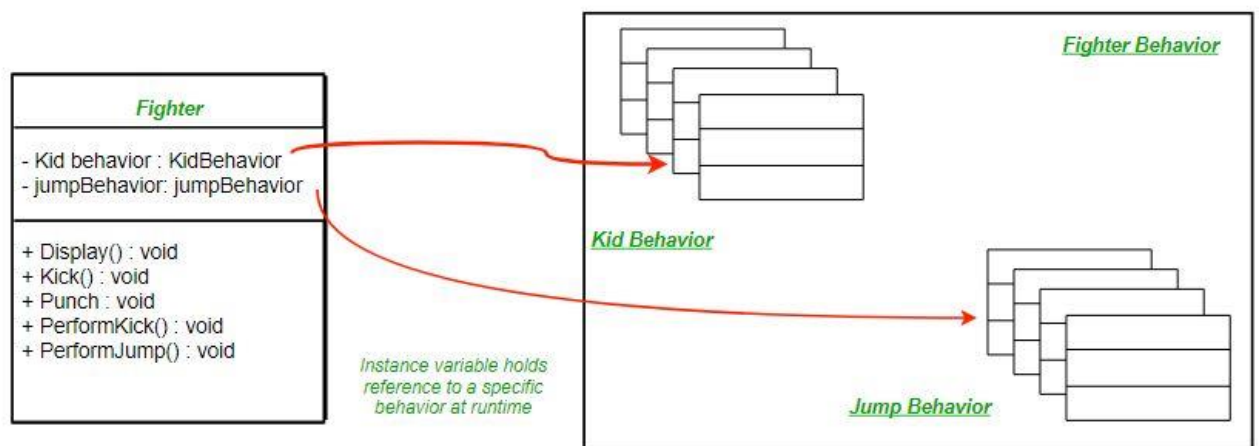 Fighter
- Kid behavior : KidBehavior
- jumpBehavior: jumpBehavior
+ Display() : void
+ Kick() : void
+ Punch : void
+ PerformKick() : void
+ PerformJump() : void
Instance variable holds
reference to a specific
behavior at runtime
Fighter Behavior
Kid Behavior
Jump Behavior